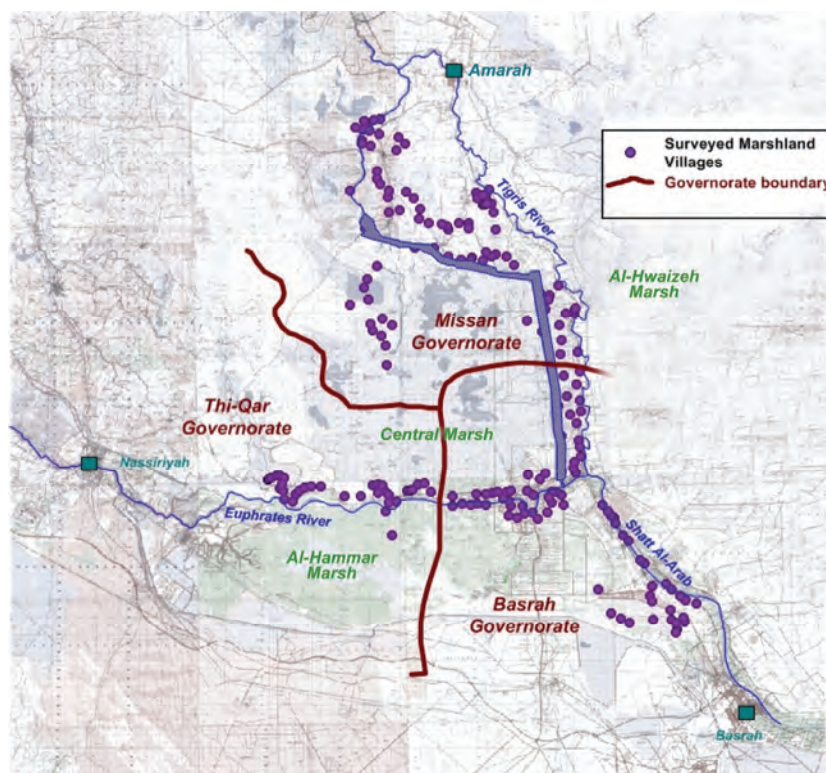 Amarah
Surveyed Marshland
Villages
Governorate boundary
Tigris River
Al-Hwaizeh
Marsh
Missan
Governorate
Thi-Qar
Governorate
Central Marsh
Nassiriyah
Euphrates River
Al-Hammar
Marsh
Shatt Al-Arab
Basrah
Governorate
Basrah